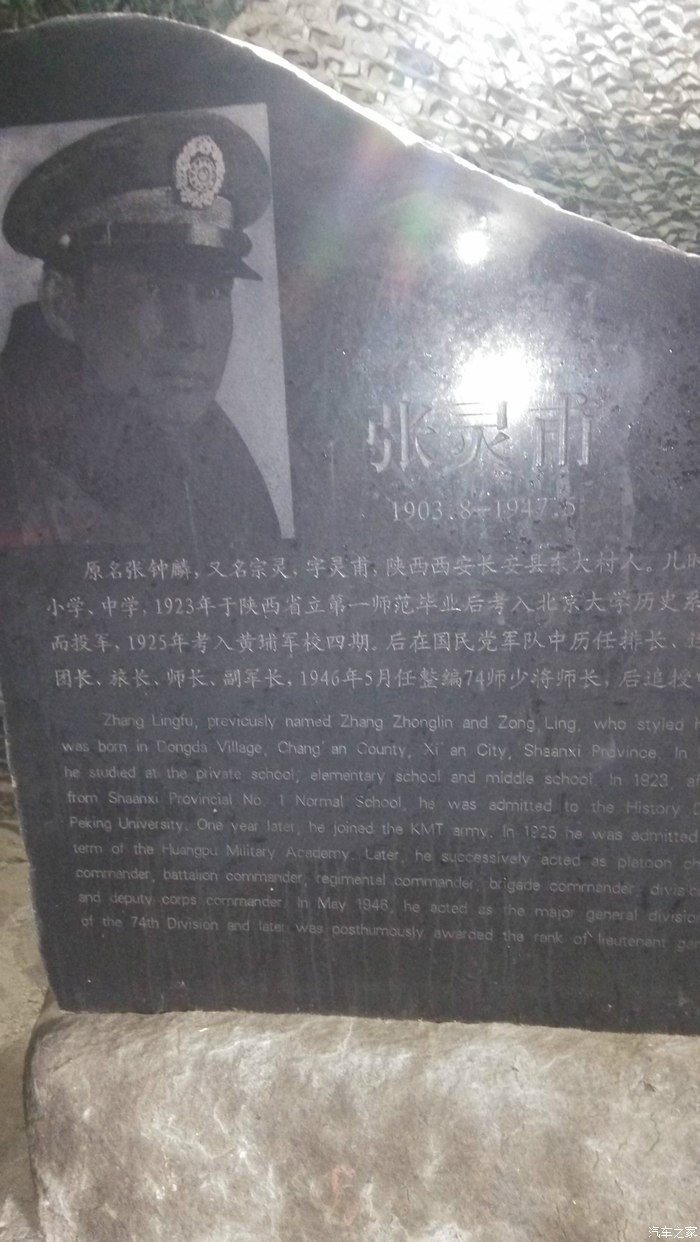 张灵甫
1903.8-1947.5
原名张钟麟，又名宗灵，字灵甫，陕西西安长安县东大村人。儿时
小学、中学，1923年于陕西省立第一师范毕业后考入北京大学历史系
而投军，1925年考入黄埔军校四期。后在国民党军队中历任排长、连
团长、旅长、师长、副军长，1946年5月任整编74师少将师长，后追授中
Zhang Lingfu, previously named Zhang Zhonglin and Zong Ling, who styled
was born in Dongda Village, Chang an County, Xi an City, Shaanxi Province. In
he studied at the private school, elementary school and middle school. In 1923,
from Shaanxi Provincial No. 1 Normal School, he was admitted to the History
Peking University. One year later, he joined the KMT army. In 1925 he was admitted
term of the Huangpu Military Academy. Later, he successively acted as platoon
commander, battalion commander, regimental commander, brigade commander,
and deputy corps commander. In May 1946, he acted as the major general division
of the 74th Division and later was posthumously awarded the rank of lieutenant
汽车之家